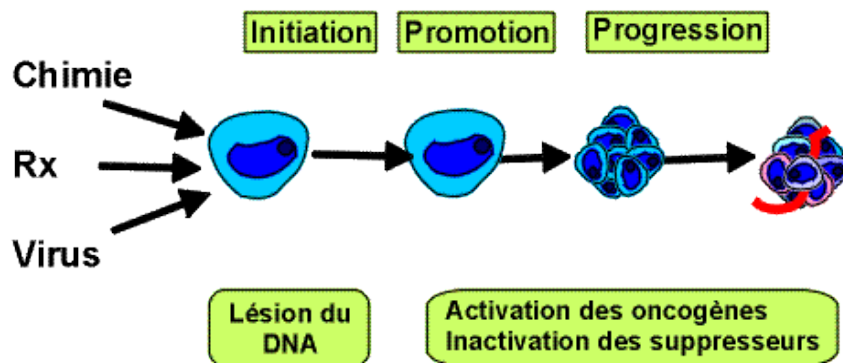 Initiation
Promotion
Progression
Chimie
Rx
Virus
Lésion du
DNA
Activation des oncogènes
Inactivation des suppresseurs